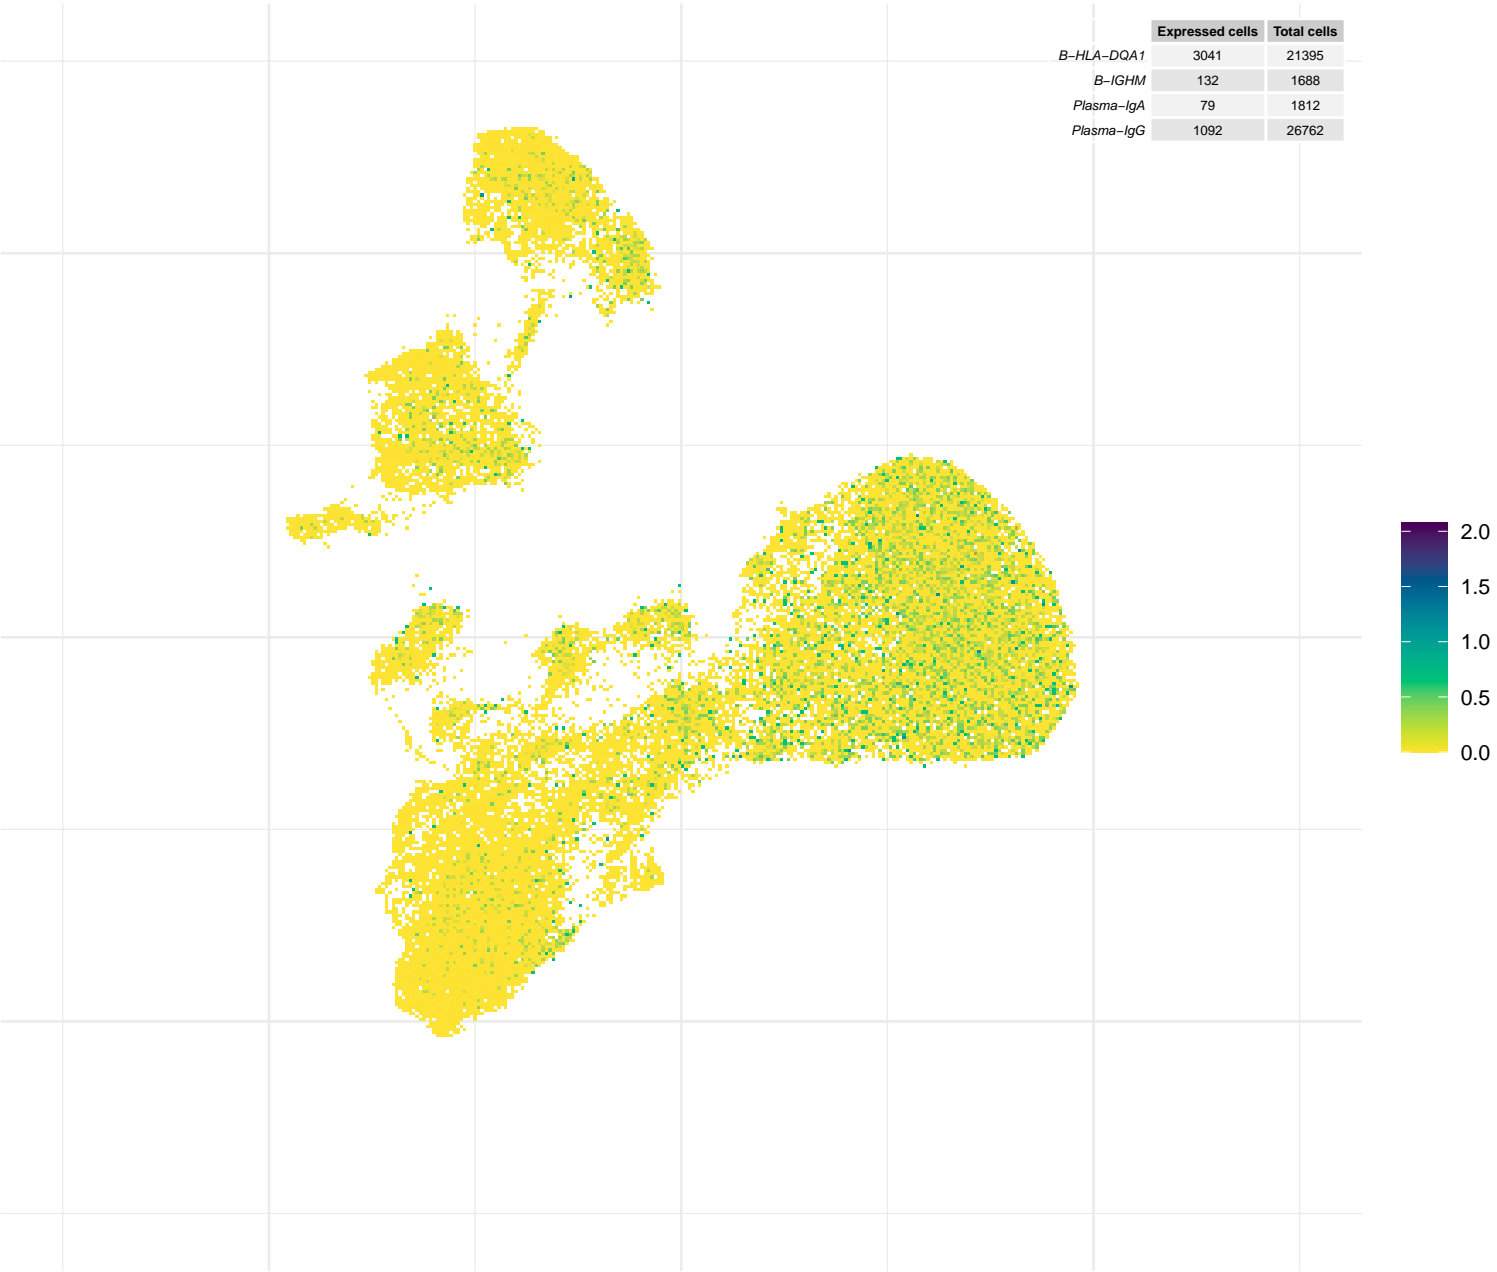 Expressed cells Total cells
B−HLA−DQA1 3041 21395
B−IGHM 132 1688
Plasma−IgA 79 1812
Plasma−IgG 1092 26762
2.0
1.5
1.0
0.5
0.0